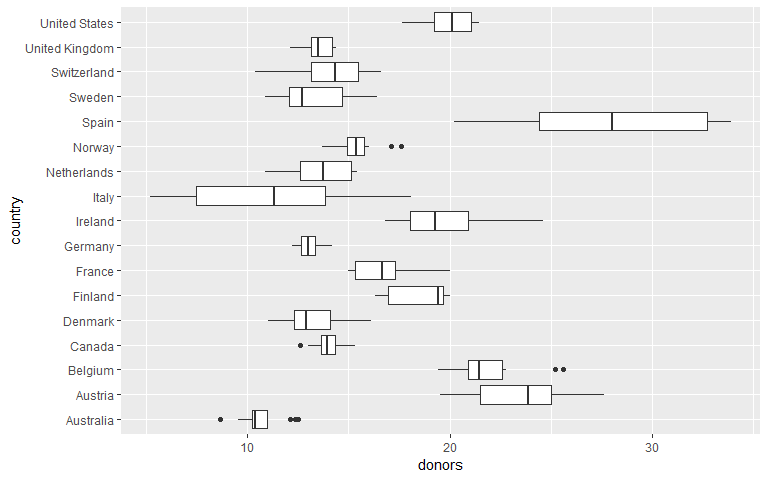 United States
United Kingdom
Switzerland
Sweden
Spain
Norway
Netherlands
Italy
Ireland
Germany
France
Finland
Denmark
Canada
Belgium
Austria
Australia
country
10 20 30
donors